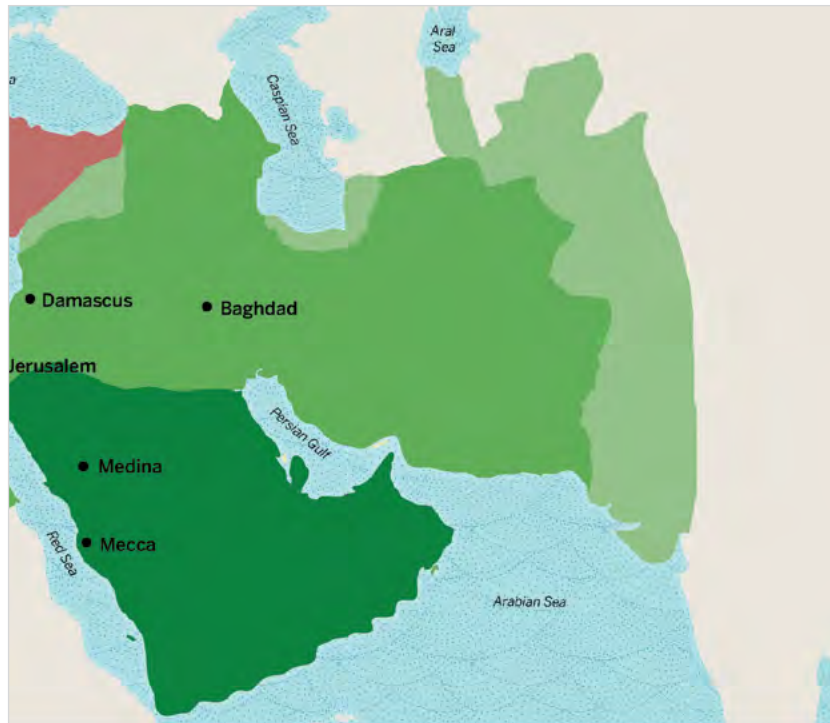 Aral
Sea
a
Caspian Sea
Damascus
Baghdad
Jerusalem
Persian Gulf
Medina
Mecca
Red Sea
Arabian Sea